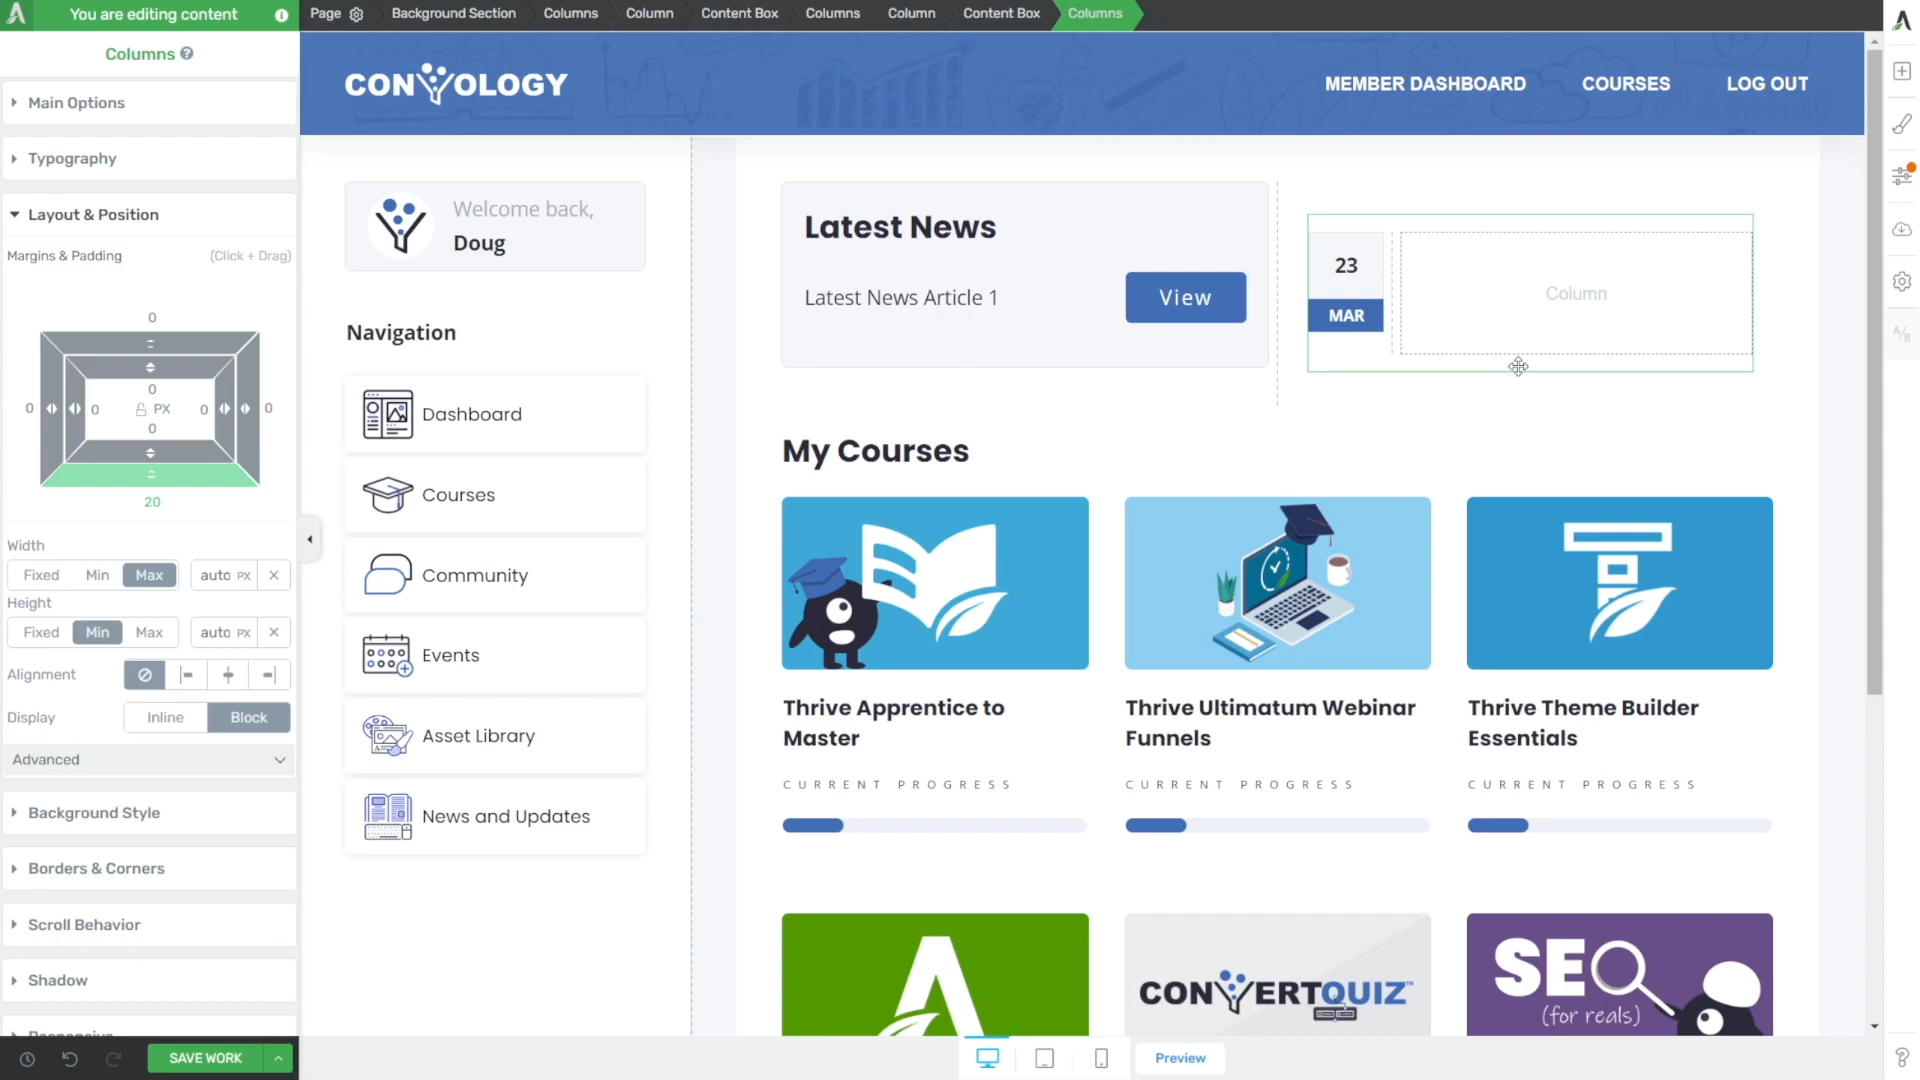 You are editing content
Page
Background Section
Columns
Column
Content Box
Columns
Column
Content Box
Columns
Columns
Main Options
Typography
Layout & Position
Margins & Padding
(Click + Drag)
0
0
0
0
PX
0
0
0
20
Width
Fixed
Min
Max
auto PX
Height
Fixed
Min
Max
auto PX
Alignment
Display
Inline
Block
Advanced
Background Style
Borders & Corners
Scroll Behavior
Shadow
Responsive
SAVE WORK
CONVOLOGY
MEMBER DASHBOARD
COURSES
LOG OUT
Welcome back,
Doug
Navigation
Dashboard
Courses
Community
Events
Asset Library
News and Updates
Latest News
Latest News Article 1
View
23
MAR
Column
My Courses
Thrive Apprentice to
Master
CURRENT PROGRESS
Thrive Ultimatum Webinar
Funnels
CURRENT PROGRESS
Thrive Theme Builder
Essentials
CURRENT PROGRESS
CONVERTQUIZ™
SEO
(for reals)
Preview
A/B